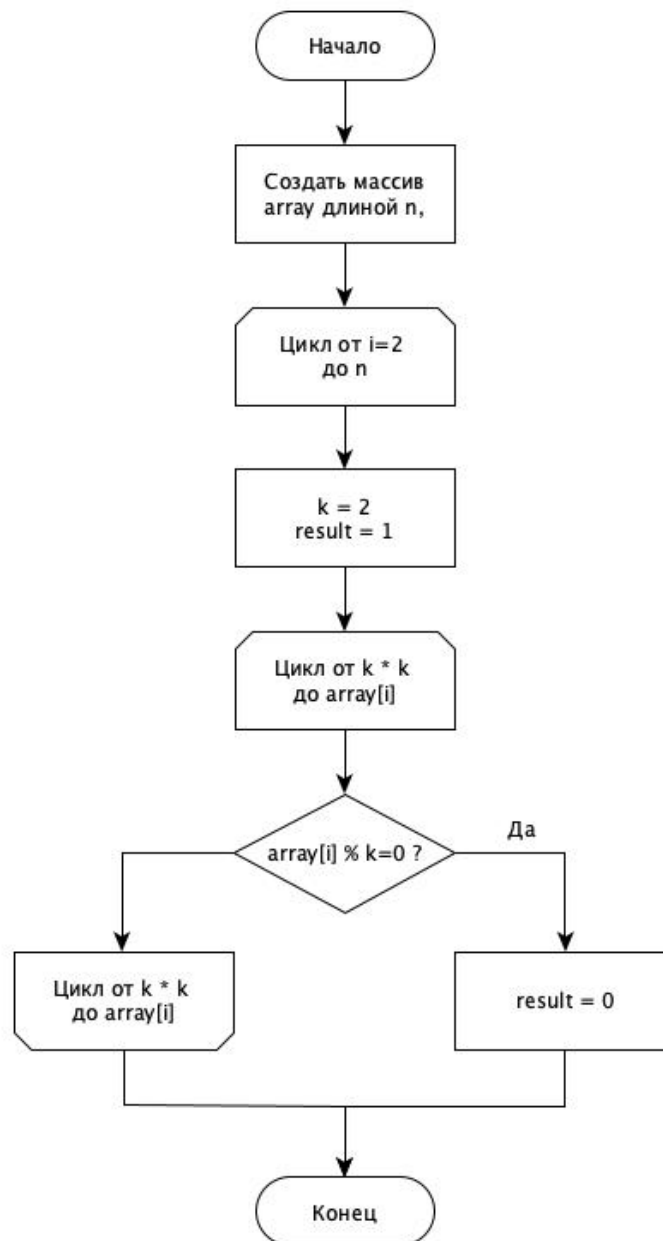 Начало
Создать массив
array длиной n,
Цикл от i=2
до n
k = 2
result = 1
Цикл от k * k
до array[i]
array[i] % k=0 ?
Да
Цикл от k * k
до array[i]
result = 0
Конец